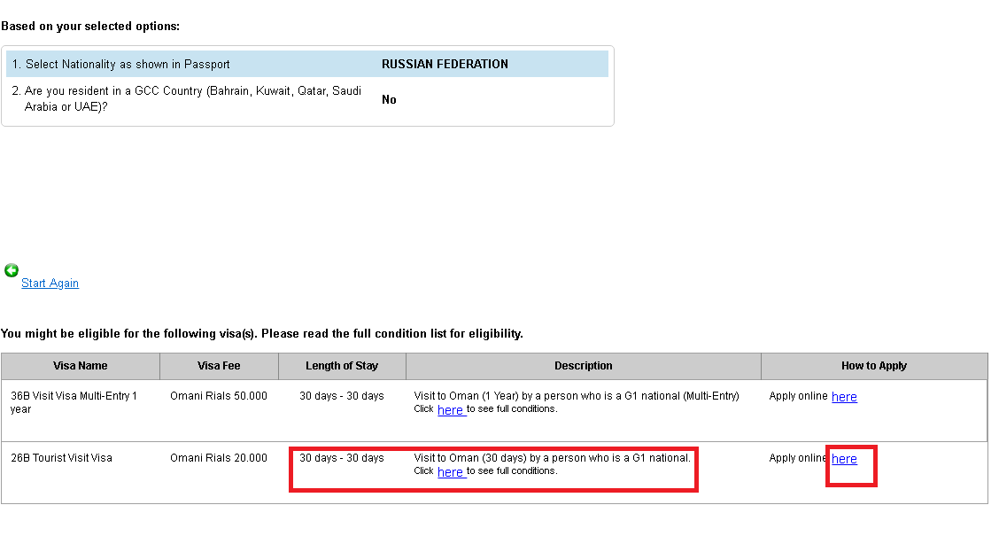 Based on your selected options:
1. Select Nationality as shown in Passport RUSSIAN FEDERATION
2. Are you resident in a GCC Country (Bahrain, Kuwait, Qatar, Saudi
Arabia or UAE)? No
Start Again
You might be eligible for the following visa(s). Please read the full condition list for eligibility.
Visa Name Visa Fee Length of Stay Description How to Apply
36B Visit Visa Multi-Entry 1
year
Omani Rials 50.000
30 days - 30 days
Visit to Oman (1 Year) by a person who is a G1 national (Multi-Entry)
Click here to see full conditions.
Apply online here
26B Tourist Visit Visa
Omani Rials 20.000
30 days - 30 days
Visit to Oman (30 days) by a person who is a G1 national.
Click here to see full conditions.
Apply online here